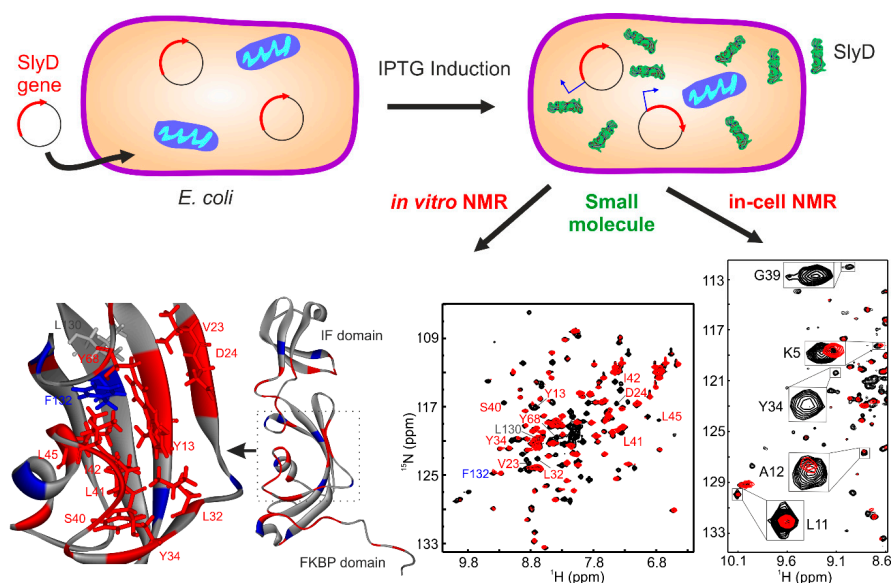 SlyD
gene
E. coli
IPTG Induction
SlyD
in vitro NMR
Small
molecule
in-cell NMR
L130
Y68
F132
V23
D24
L45
I42
L41
S40
Y13
L32
Y34
IF domain
FKBP domain
109
117
125
133
15N (ppm)
9.8 8.8 7.8 6.8
1H (ppm)
I42
Y13
D24
S40
Y68
L45
L130
Y34
L41
V23
L32
F132
113
117
121
125
129
133
G39
K5
Y34
A12
L11
10.1 9.6 9.1 8.6
1H (ppm)